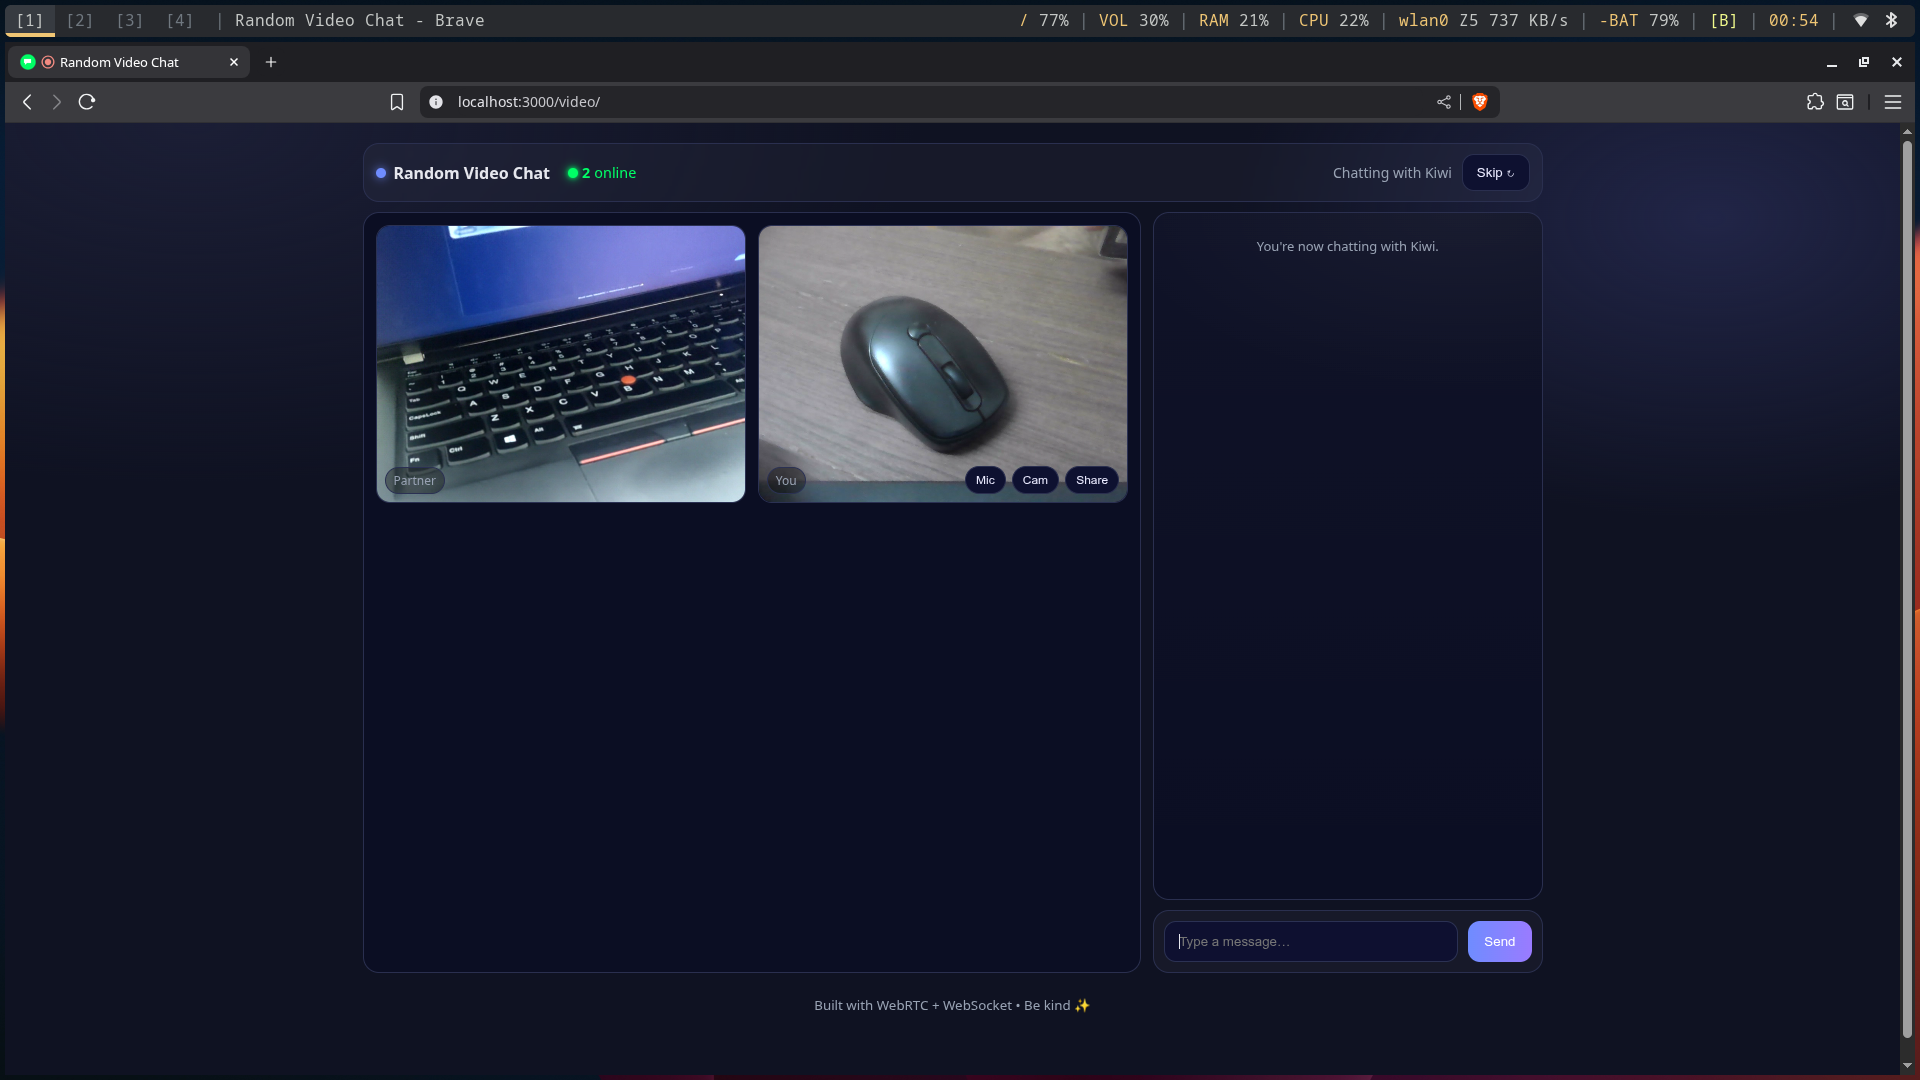 [1] [2] [3] [4] | Random Video Chat - Brave
/ 77% | VOL 30% | RAM 21% | CPU 22% | wlan0 Z5 737 KB/s | -BAT 79% | [B] | 00:54 |
Random Video Chat
localhost:3000/video/
Random Video Chat
2 online
Chatting with Kiwi
Skip ↻
Partner
You
Mic
Cam
Share
You're now chatting with Kiwi.
Type a message…
Send
Built with WebRTC + WebSocket • Be kind ✨